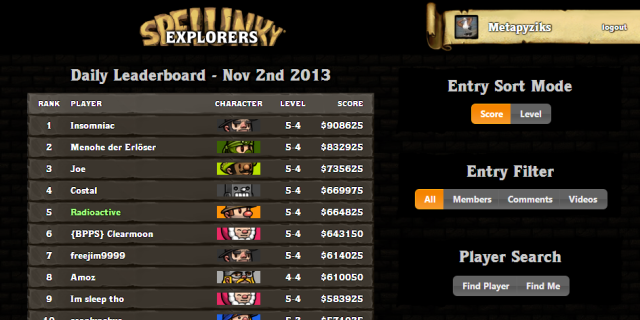 SPELUNKY
EXPLORERS
Metapyziks logout
Daily Leaderboard - Nov 2nd 2013
RANK PLAYER CHARACTER LEVEL SCORE
1 Insomniac 5-4 $908625
2 Menohe der Erlöser 5-4 $832925
3 Joe 5-4 $735625
4 Costal 5-4 $669975
5 Radioactive 5-4 $664825
6 {BPPS} Clearmoon 5-4 $643150
7 freejim9999 5-4 $614025
8 Amoz 4-4 $610050
9 Im sleep tho 5-4 $583925
Entry Sort Mode
Score Level
Entry Filter
All Members Comments Videos
Player Search
Find Player Find Me